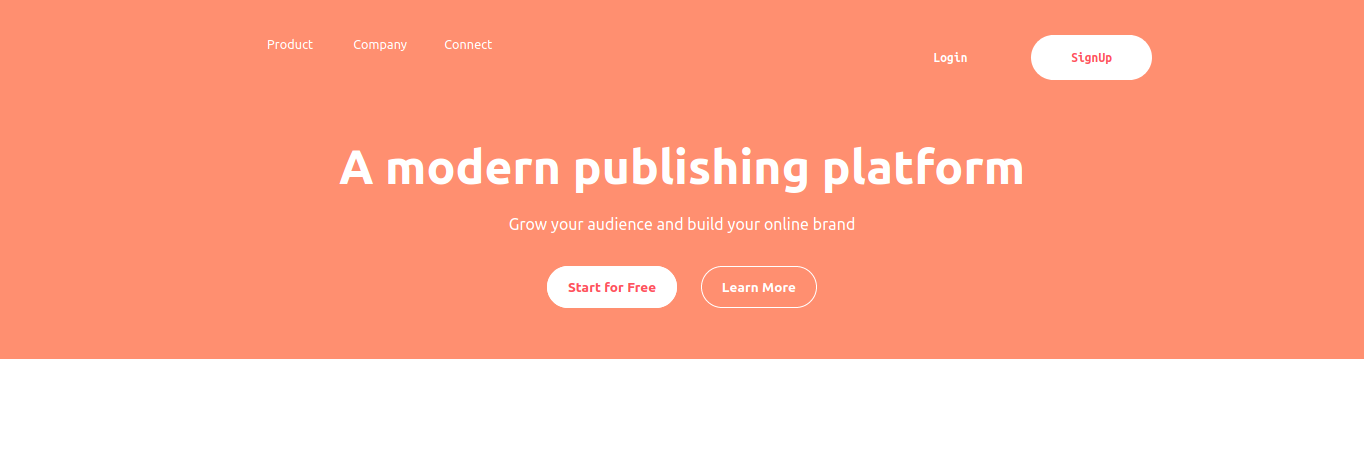 Product Company Connect
Login SignUp
A modern publishing platform
Grow your audience and build your online brand
Start for Free Learn More